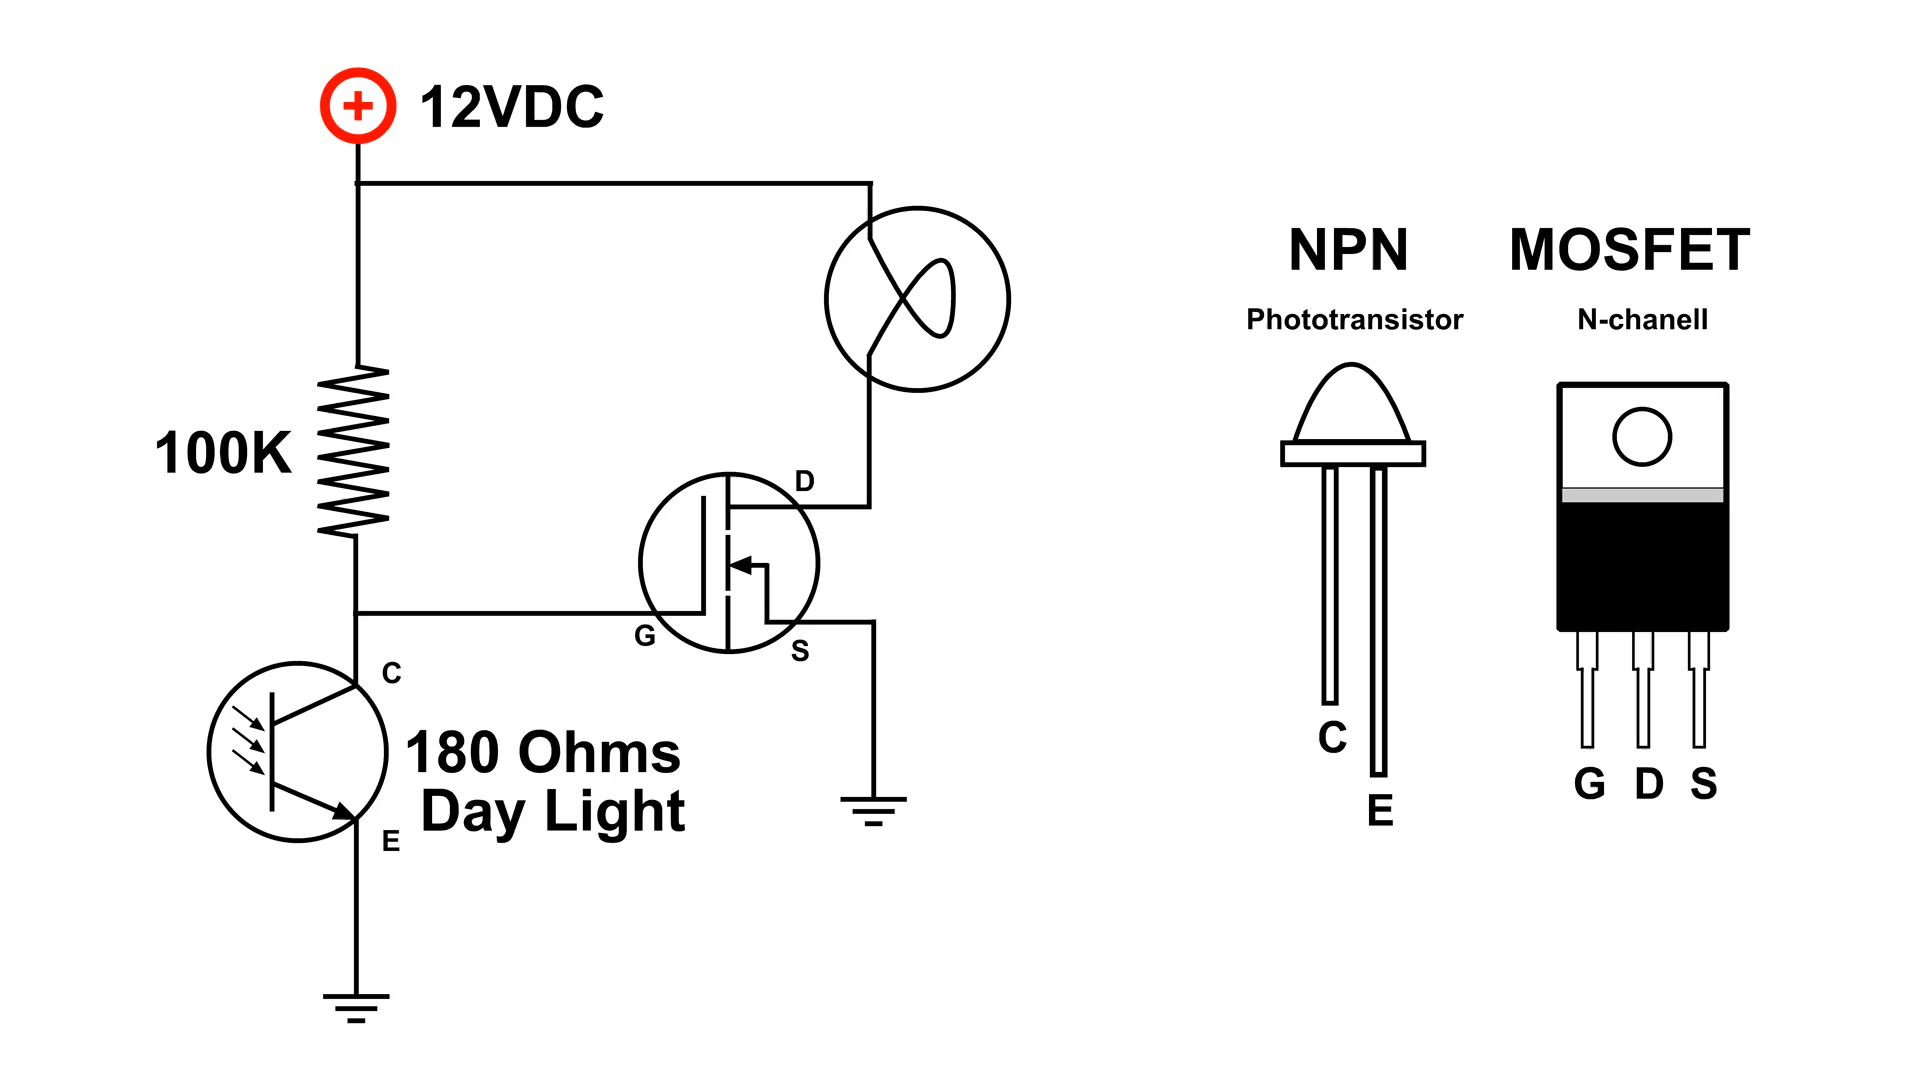 12VDC
100K
D
G
S
C
180 Ohms
Day Light
E
NPN
Phototransistor
C
E
MOSFET
N-chanell
G D S